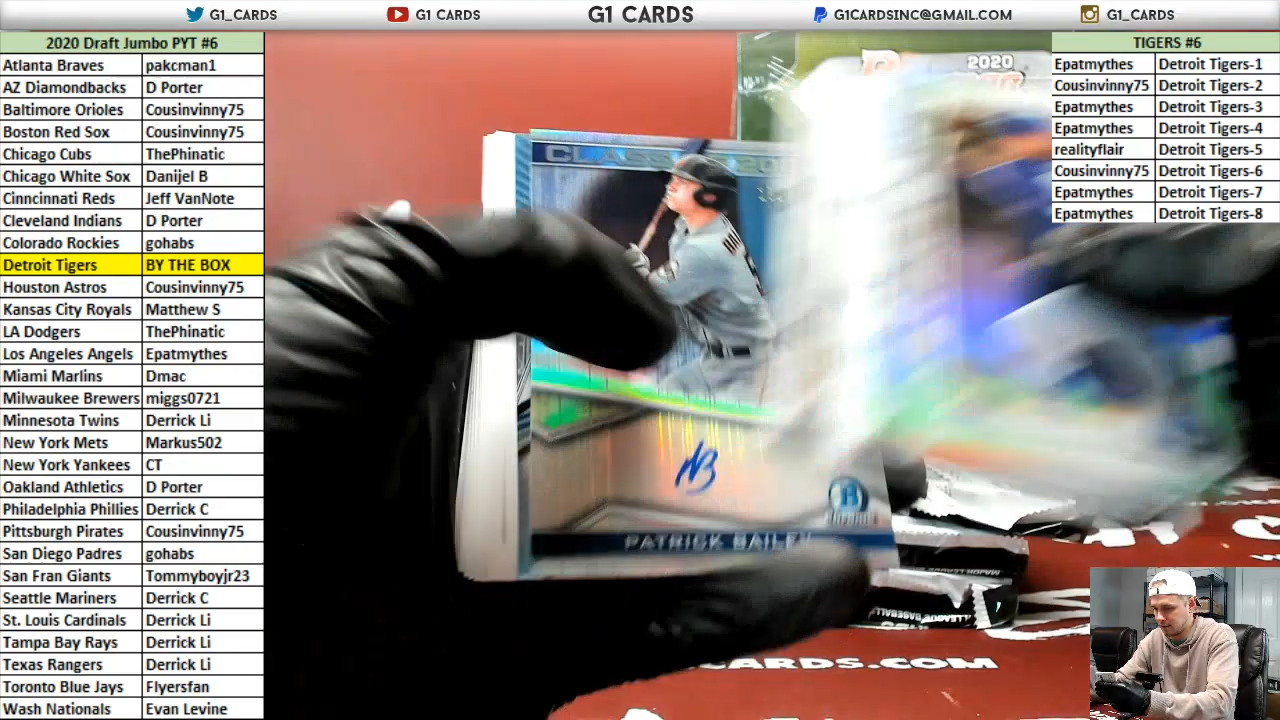 G1_CARDS
G1 CARDS
G1 CARDS
G1CARDSINC@GMAIL.COM
G1_CARDS
2020 Draft Jumbo PYT #6
Atlanta Braves pakcman1
AZ Diamondbacks D Porter
Baltimore Orioles Cousinvinny75
Boston Red Sox Cousinvinny75
Chicago Cubs ThePhinatic
Chicago White Sox Danijel B
Cinncinnati Reds Jeff VanNote
Cleveland Indians D Porter
Colorado Rockies gohabs
Detroit Tigers BY THE BOX
Houston Astros Cousinvinny75
Kansas City Royals Matthew S
LA Dodgers ThePhinatic
Los Angeles Angels Epatmythes
Miami Marlins Dmac
Milwaukee Brewers miggs0721
Minnesota Twins Derrick Li
New York Mets Markus502
New York Yankees CT
Oakland Athletics D Porter
Philadelphia Phillies Derrick C
Pittsburgh Pirates Cousinvinny75
San Diego Padres gohabs
San Fran Giants Tommyboyjr23
Seattle Mariners Derrick C
St. Louis Cardinals Derrick Li
Tampa Bay Rays Derrick Li
Texas Rangers Derrick Li
Toronto Blue Jays Flyersfan
Wash Nationals Evan Levine
TIGERS #6
Epatmythes Detroit Tigers-1
Cousinvinny75 Detroit Tigers-2
Epatmythes Detroit Tigers-3
Epatmythes Detroit Tigers-4
realityflair Detroit Tigers-5
Cousinvinny75 Detroit Tigers-6
Epatmythes Detroit Tigers-7
Epatmythes Detroit Tigers-8
2020
CLASS
PATRICK BAILEY
CARDS.COM